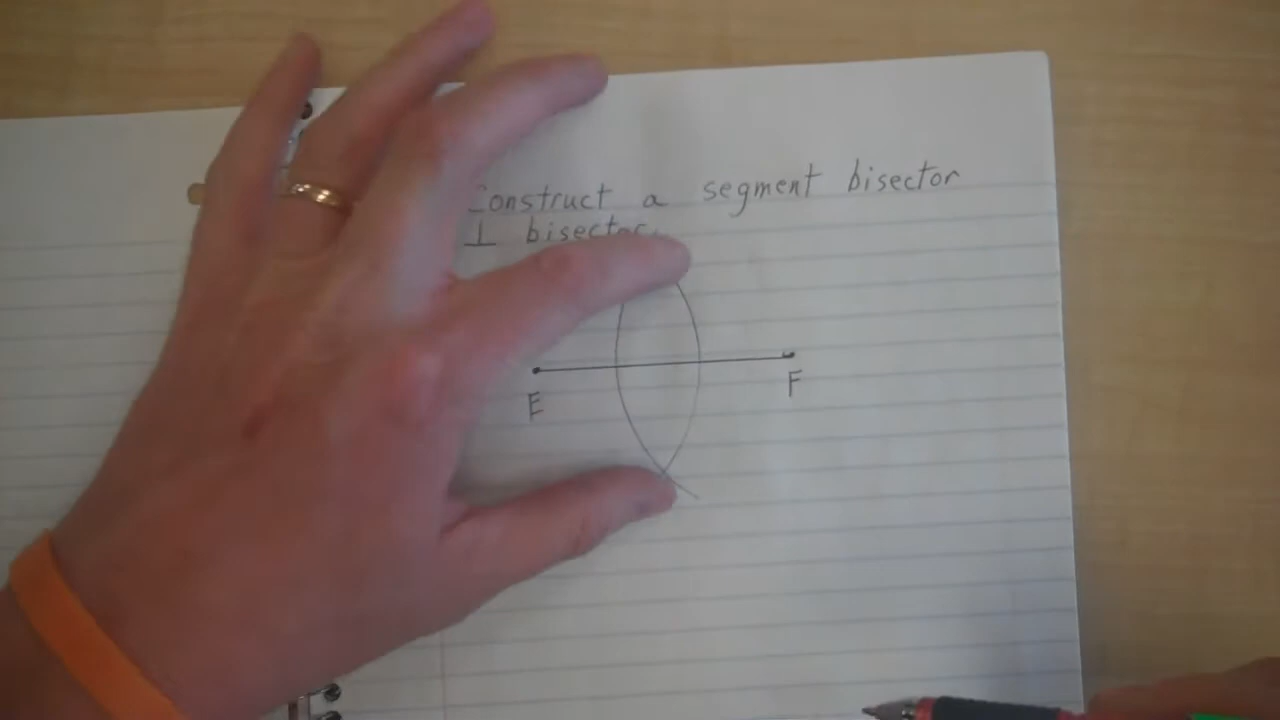 Construct a segment bisector
⊥ bisector.
E
F